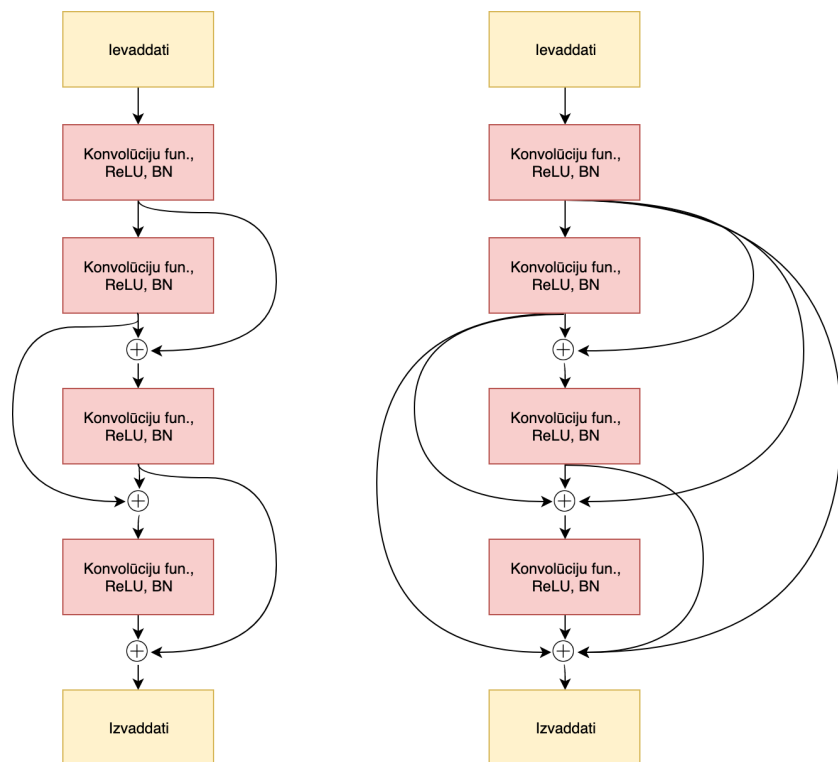 Ievaddati
Konvolūciju fun.,
ReLU, BN
Konvolūciju fun.,
ReLU, BN
Konvolūciju fun.,
ReLU, BN
Konvolūciju fun.,
ReLU, BN
Izvaddati
Ievaddati
Konvolūciju fun.,
ReLU, BN
Konvolūciju fun.,
ReLU, BN
Konvolūciju fun.,
ReLU, BN
Konvolūciju fun.,
ReLU, BN
Izvaddati